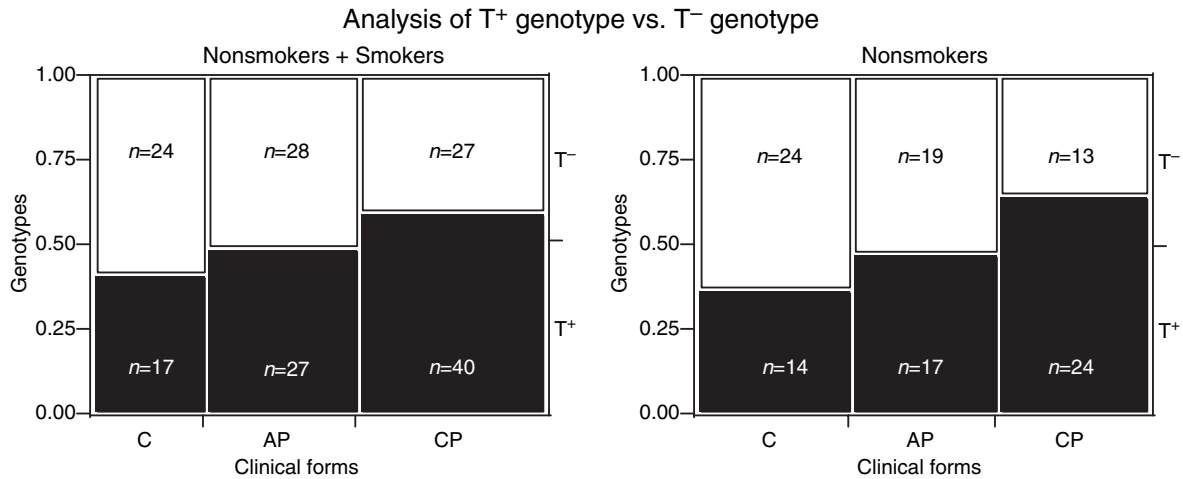 Analysis of T+ genotype vs. T– genotype
Nonsmokers + Smokers
1.00
0.75
0.50
0.25
0.00
Genotypes
n=24
n=28
n=27
n=17
n=27
n=40
T–
T+
C
AP
CP
Clinical forms
Nonsmokers
1.00
0.75
0.50
0.25
0.00
Genotypes
n=24
n=19
n=13
n=14
n=17
n=24
T–
T+
C
AP
CP
Clinical forms